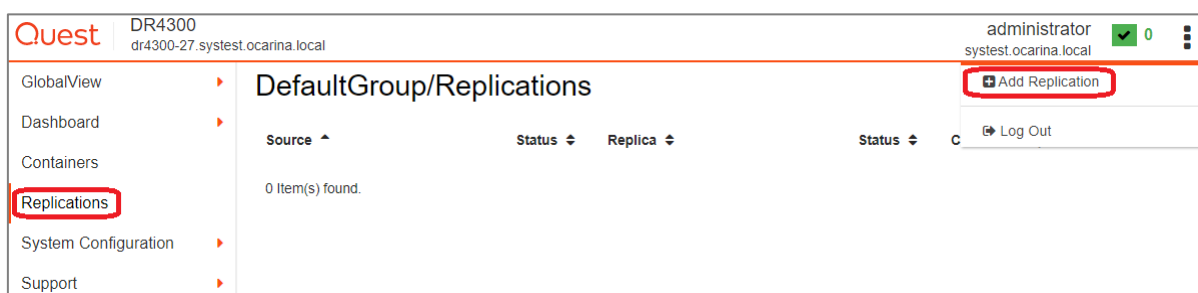 Quest
DR4300
dr4300-27.systest.ocarina.local
administrator
systest.ocarina.local
0
GlobalView
Dashboard
Containers
Replications
System Configuration
Support
DefaultGroup/Replications
Add Replication
Log Out
Source Status Replica Status
0 Item(s) found.